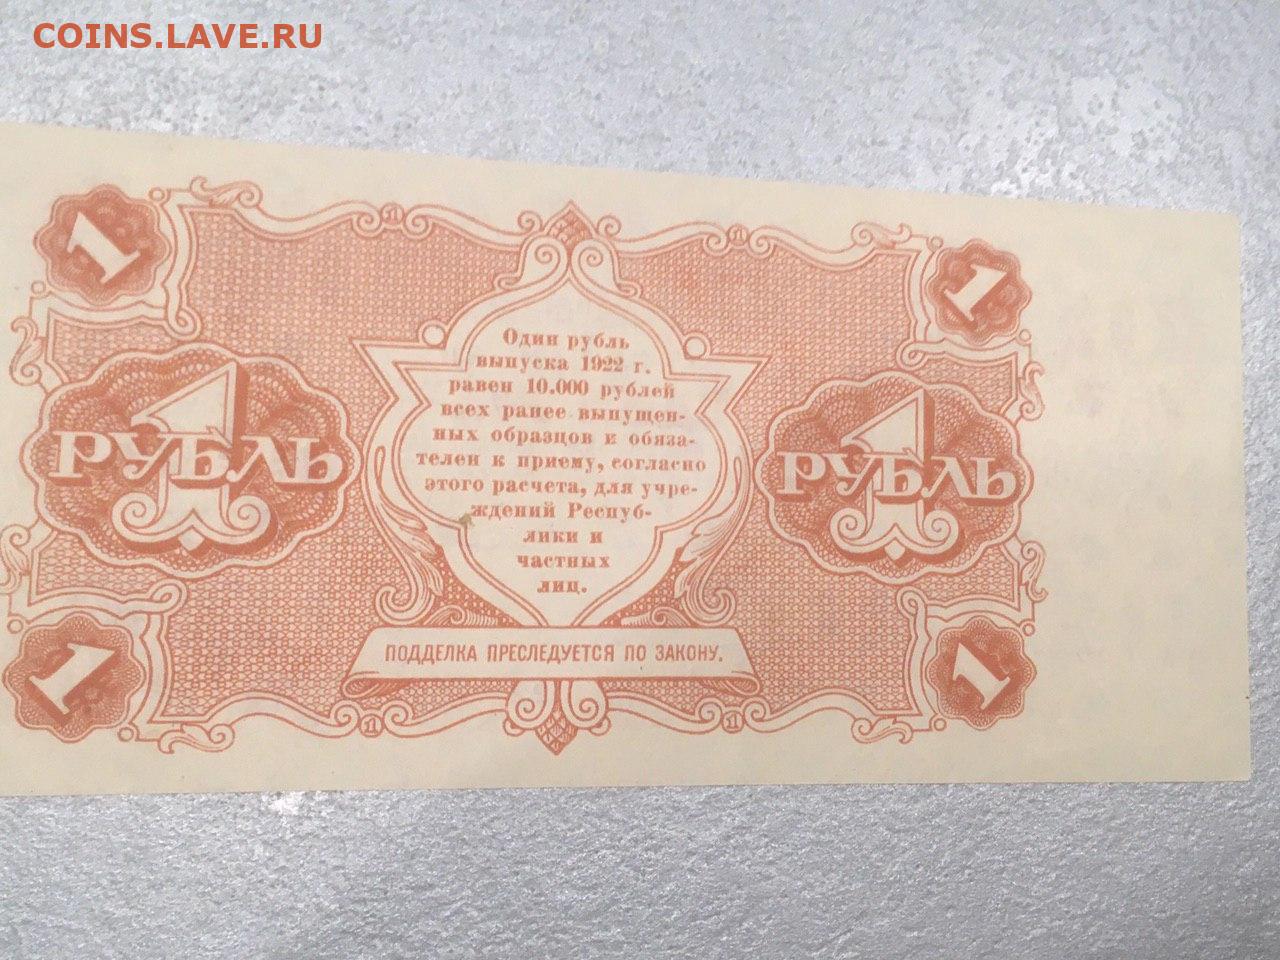 COINS.LAVE.RU
1
1
Один рубль
выпуска 1922 г.
равен 10.000 рублей
всех ранее выпущен-
ных образцов и обяза-
телен к приему, согласно
этого расчета, для учре-
ждений Респуб-
лики и
частных
лиц.
1 РУБЛЬ
1 РУБЛЬ
ПОДДЕЛКА ПРЕСЛЕДУЕТСЯ ПО ЗАКОНУ.
1
1